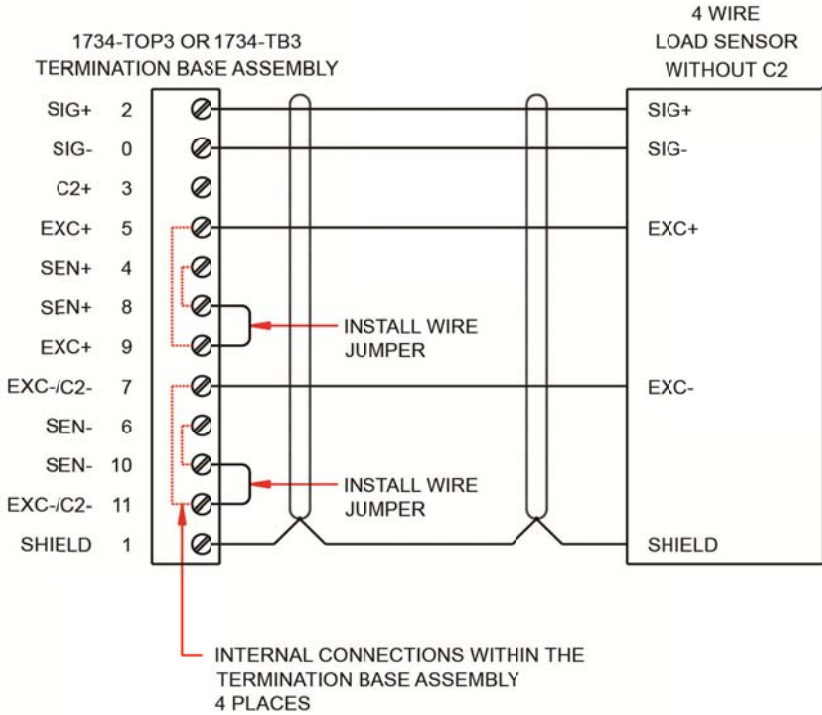 4 WIRE
LOAD SENSOR
WITHOUT C2
1734-TOP3 OR 1734-TB3
TERMINATION BASE ASSEMBLY
SIG+ 2
SIG- 0
C2+ 3
EXC+ 5
SEN+ 4
SEN+ 8
EXC+ 9
EXC-/C2- 7
SEN- 6
SEN- 10
EXC-/C2- 11
SHIELD 1
INSTALL WIRE
JUMPER
INSTALL WIRE
JUMPER
SIG+
SIG-
EXC+
EXC-
SHIELD
INTERNAL CONNECTIONS WITHIN THE
TERMINATION BASE ASSEMBLY
4 PLACES